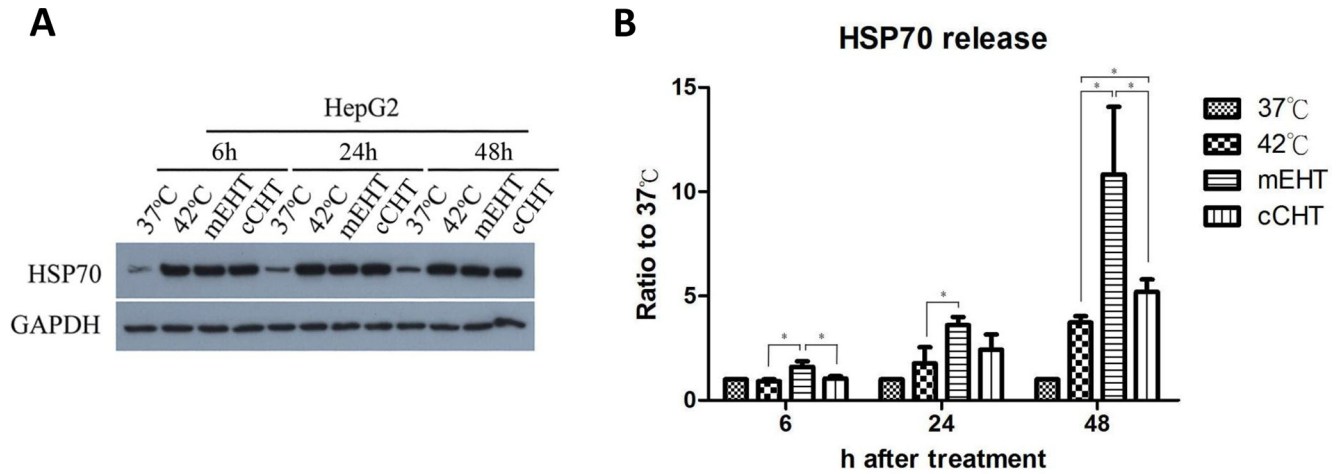 A
HepG2
6h 24h 48h
37ºC 42ºC mEHT cCHT 37ºC 42ºC mEHT cCHT 37ºC 42ºC mEHT cCHT
HSP70
GAPDH
B
HSP70 release
Ratio to 37℃
15
10
5
0
* * * * * *
6 24 48
h after treatment
37℃
42℃
mEHT
cCHT